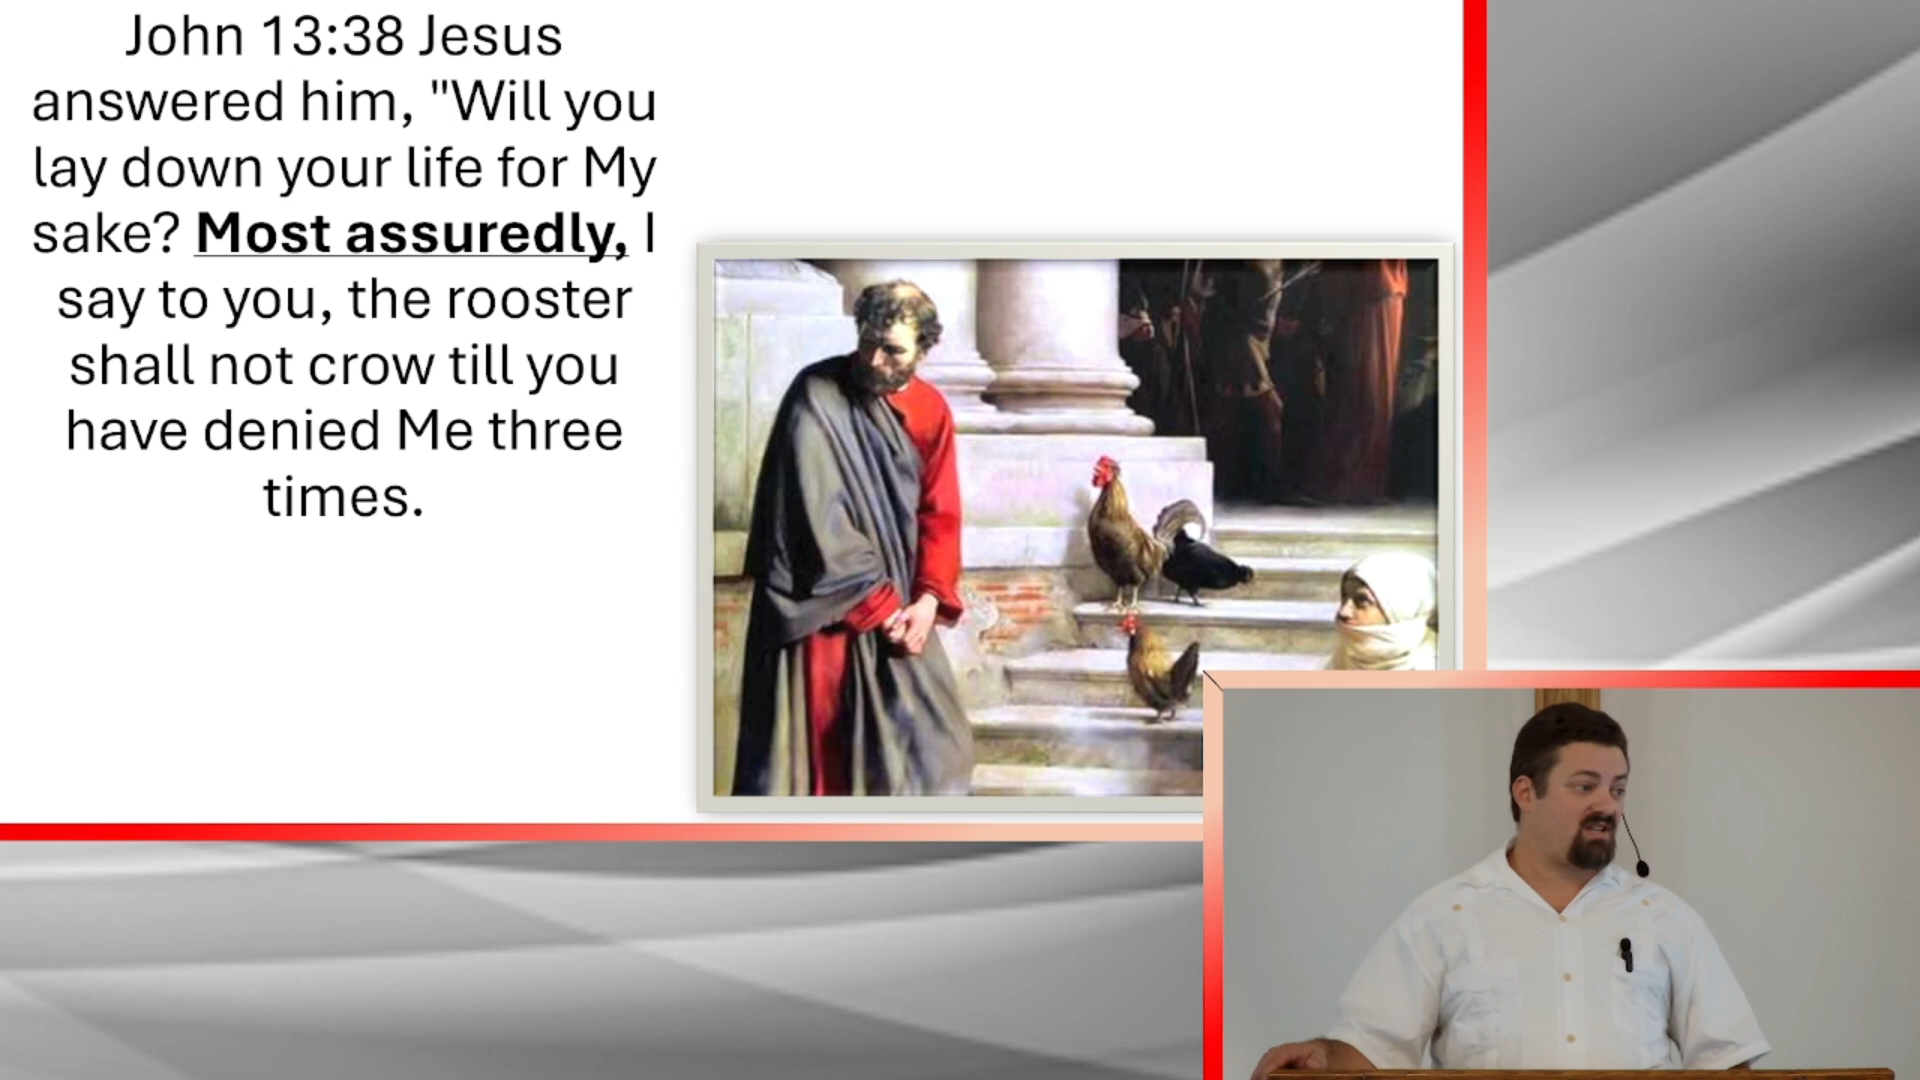 John 13:38 Jesus
answered him, "Will you
lay down your life for My
sake? Most assuredly, I
say to you, the rooster
shall not crow till you
have denied Me three
times.